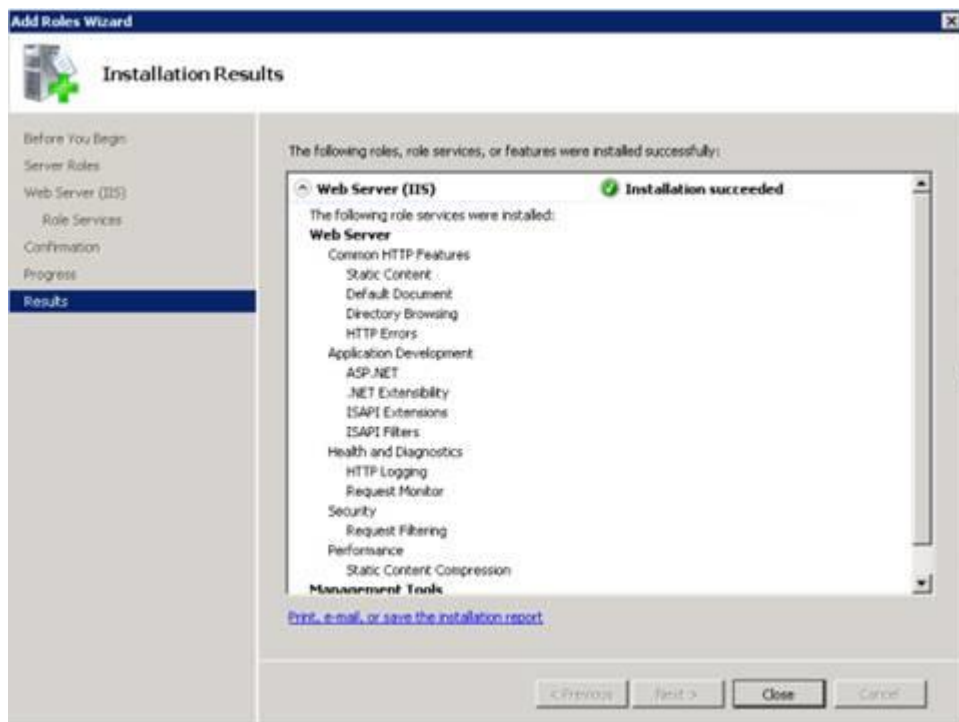 Add Roles Wizard
Installation Results
Before You Begin
Server Roles
Web Server (IIS)
Role Services
Confirmation
Progress
Results
The following roles, role services, or features were installed successfully:
Web Server (IIS) Installation succeeded
The following role services were installed:
Web Server
Common HTTP Features
Static Content
Default Document
Directory Browsing
HTTP Errors
Application Development
ASP.NET
.NET Extensibility
ISAPI Extensions
ISAPI Filters
Health and Diagnostics
HTTP Logging
Request Monitor
Security
Request Filtering
Performance
Static Content Compression
Management Tools
Print, e-mail, or save the installation report
< Previous Next > Close Cancel